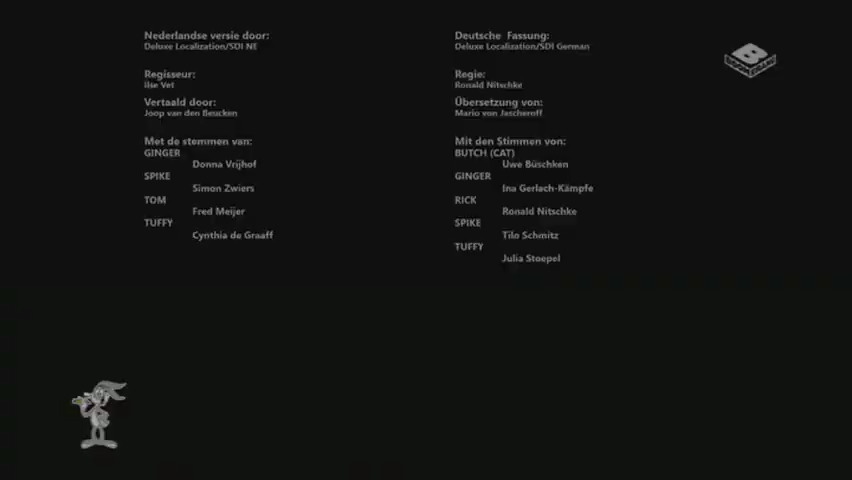 Nederlandse versie door:
Deluxe Localization/SDI NE
Regisseur:
Ilse Vet
Vertaald door:
Joop van den Beucken
Met de stemmen van:
GINGER
Donna Vrijhof
SPIKE
Simon Zwiers
TOM
Fred Meijer
TUFFY
Cynthia de Graaff
Deutsche Fassung:
Deluxe Localization/SDI German
Regie:
Ronald Nitschke
Übersetzung von:
Mario von Jascheroff
Mit den Stimmen von:
BUTCH (CAT)
Uwe Büschken
GINGER
Ina Gerlach-Kämpfe
RICK
Ronald Nitschke
SPIKE
Tilo Schmitz
TUFFY
Julia Stoepel
B
BOOMERANG